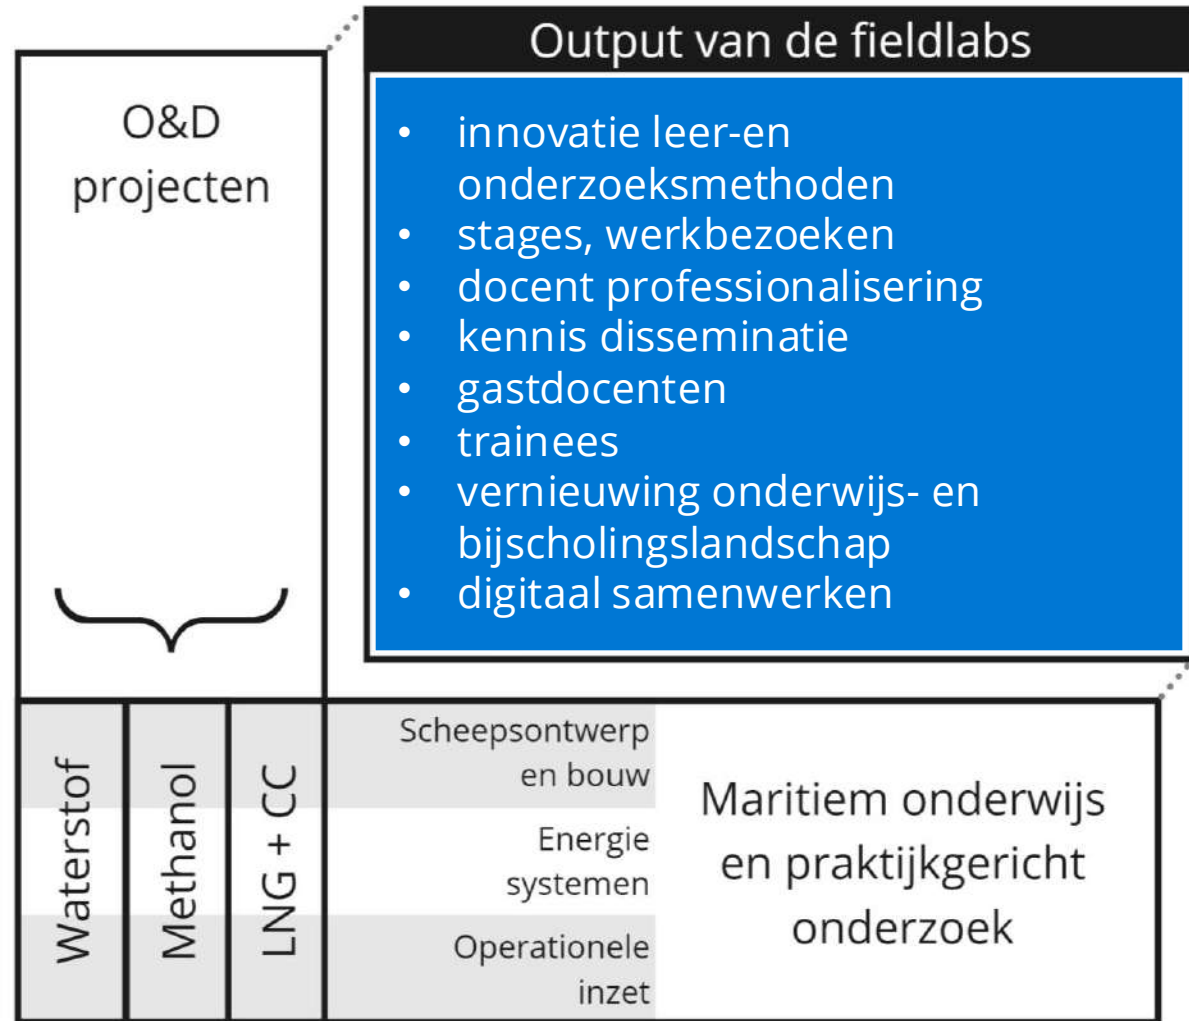 Output van de fieldlabs
O&D
projecten
• innovatie leer-en
onderzoeksmethoden
• stages, werkbezoeken
• docent professionalisering
• kennis disseminatie
• gastdocenten
• trainees
• vernieuwing onderwijs- en
bijscholingslandschap
• digitaal samenwerken
Waterstof
Methanol
LNG + CC
Scheepsontwerp
en bouw
Energie
systemen
Operationele
inzet
Maritiem onderwijs
en praktijkgericht
onderzoek